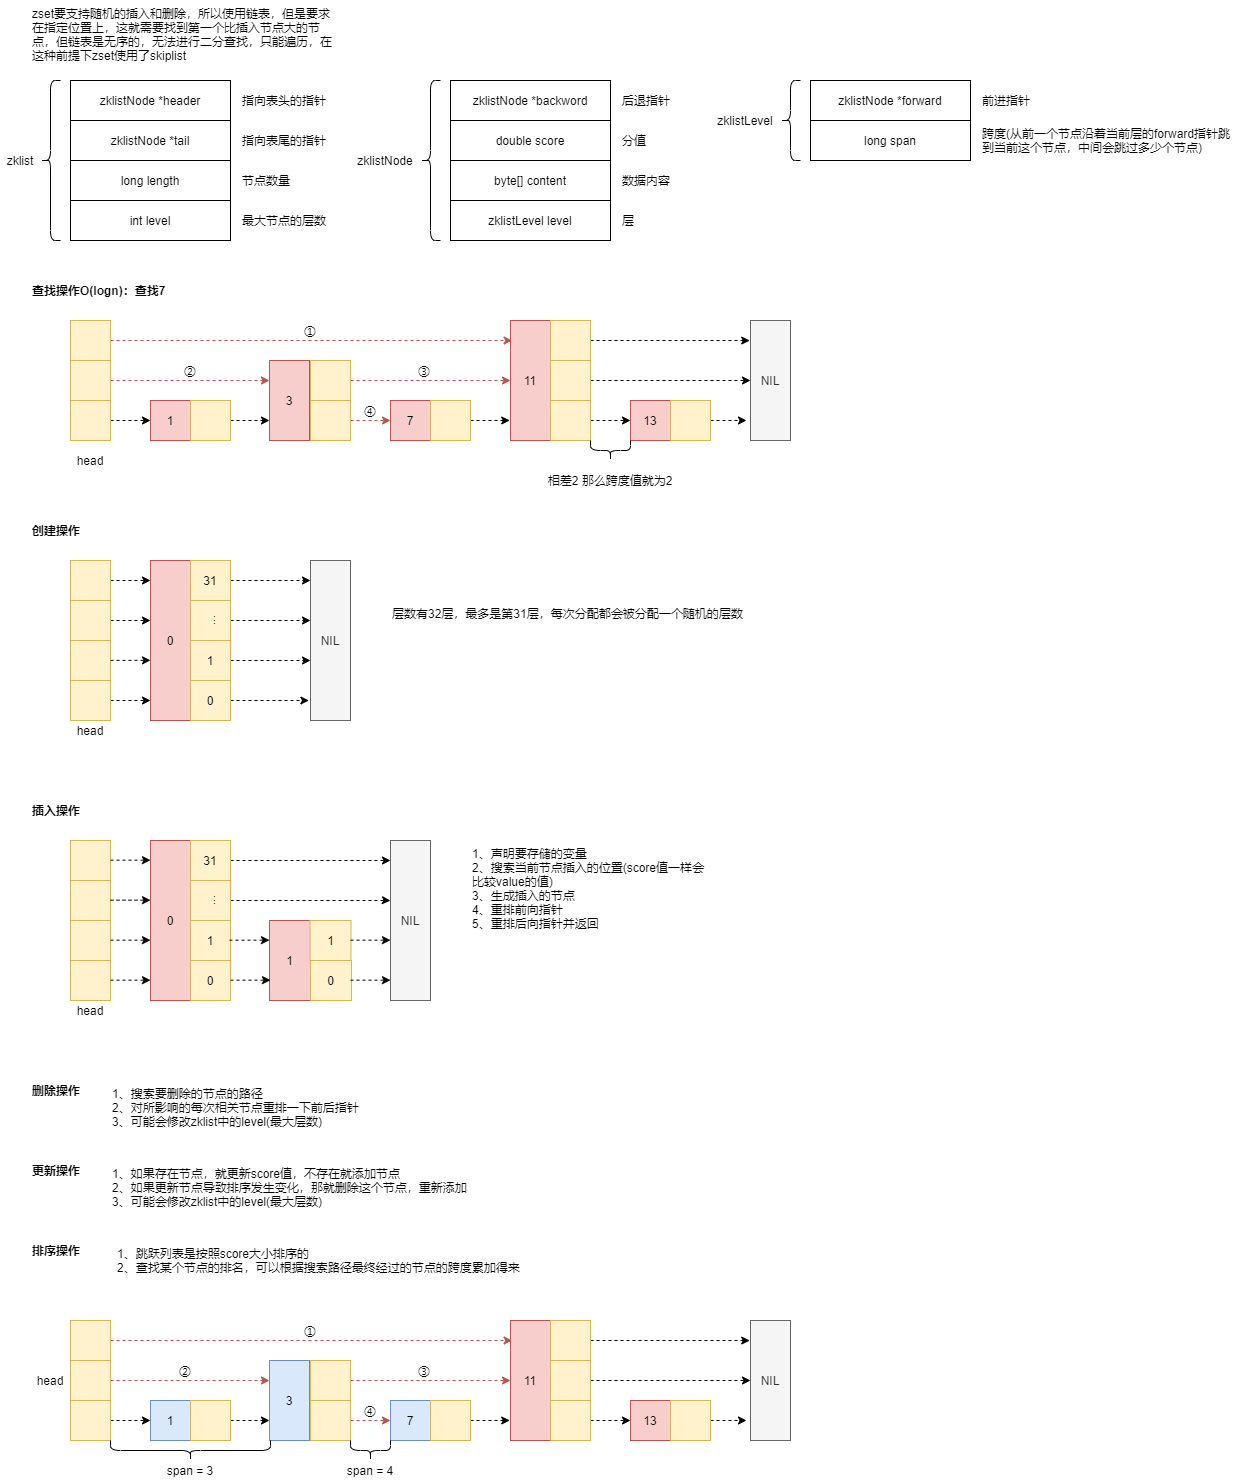 zset要支持随机的插入和删除，所以使用链表，但是要求
在指定位置上，这就需要找到第一个比插入节点大的节
点，但链表是无序的，无法进行二分查找，只能遍历，在
这种前提下zset使用了skiplist
zklist
zklistNode *header
指向表头的指针
zklistNode *tail
指向表尾的指针
long length
节点数量
int level
最大节点的层数
zklistNode
zklistNode *backword
后退指针
double score
分值
byte[] content
数据内容
zklistLevel level
层
zklistLevel
zklistNode *forward
前进指针
long span
跨度(从前一个节点沿着当前层的forward指针跳
到当前这个节点，中间会跳过多少个节点)
查找操作O(logn)：查找7
①
②
③
④
1
3
7
11
13
NIL
head
相差2 那么跨度值就为2
创建操作
31
⋮
1
0
0
NIL
head
层数有32层，最多是第31层，每次分配都会被分配一个随机的层数
插入操作
31
⋮
1
0
0
1
1
0
NIL
head
1、声明要存储的变量
2、搜索当前节点插入的位置(score值一样会
比较value的值)
3、生成插入的节点
4、重排前向指针
5、重排后向指针并返回
删除操作
1、搜索要删除的节点的路径
2、对所影响的每次相关节点重排一下前后指针
3、可能会修改zklist中的level(最大层数)
更新操作
1、如果存在节点，就更新score值，不存在就添加节点
2、如果更新节点导致排序发生变化，那就删除这个节点，重新添加
3、可能会修改zklist中的level(最大层数)
排序操作
1、跳跃列表是按照score大小排序的
2、查找某个节点的排名，可以根据搜索路径最终经过的节点的跨度累加得来
①
②
③
④
head
1
3
7
11
13
NIL
span = 3
span = 4